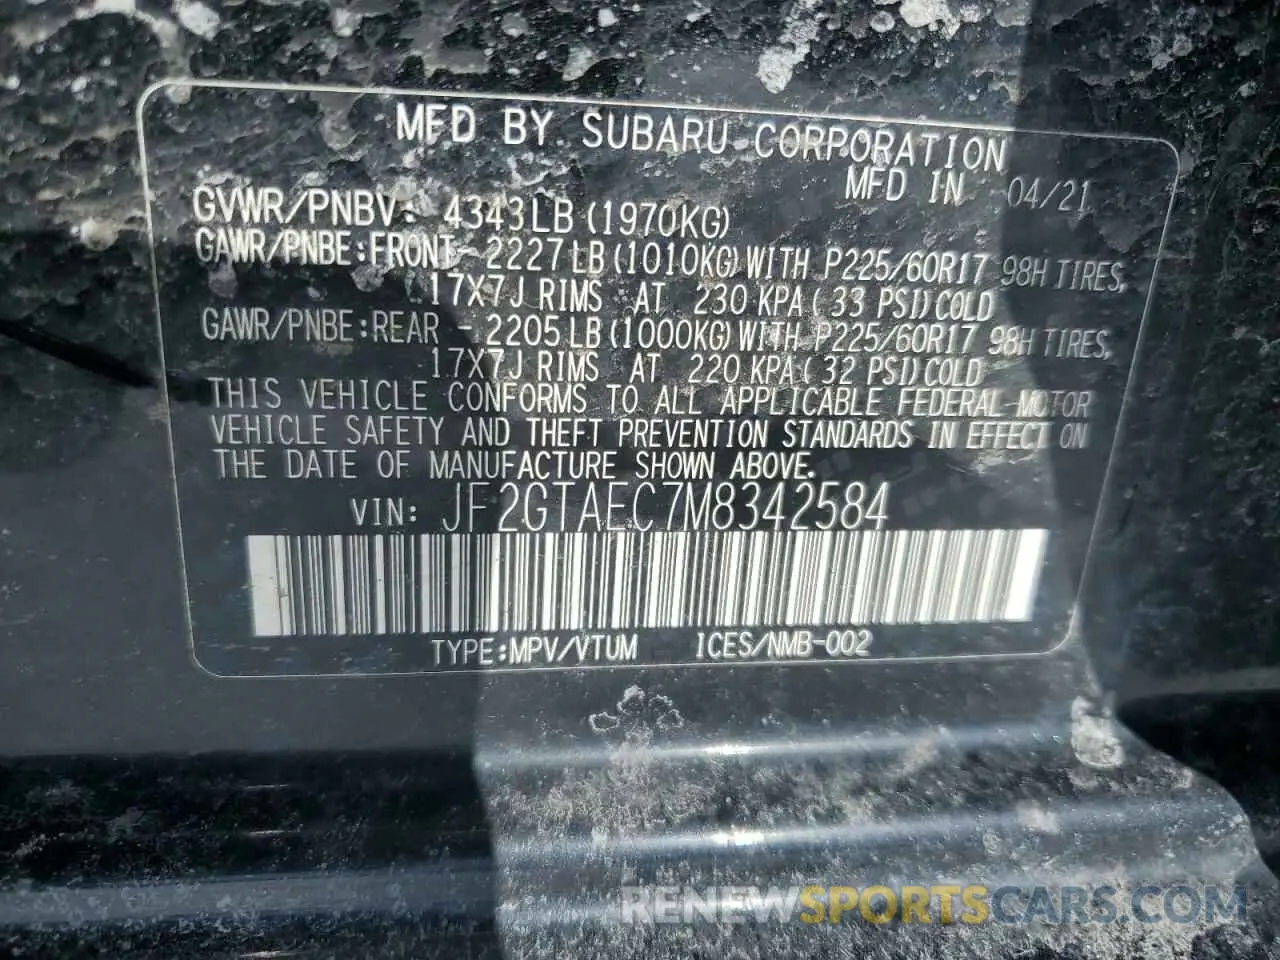 MFD BY SUBARU CORPORATION
MFD IN 04/21
GVWR/PNBV: 4343LB (1970KG)
GAWR/PNBE:FRONT-2227LB(1010KG)WITH P225/60R17 98H TIRES,
17X7J RIMS AT 230 KPA(33 PSI)COLD
GAWR/PNBE:REAR -2205LB(1000KG)WITH P225/60R17 98H TIRES,
17X7J RIMS AT 220 KPA(32 PSI)COLD
THIS VEHICLE CONFORMS TO ALL APPLICABLE FEDERAL MOTOR
VEHICLE SAFETY AND THEFT PREVENTION STANDARDS IN EFFECT ON
THE DATE OF MANUFACTURE SHOWN ABOVE.
VIN: JF2GTAEC7M8342584
TYPE:MPV/VTUM ICES/NMB-002
RENEWSPORTSCARS.COM